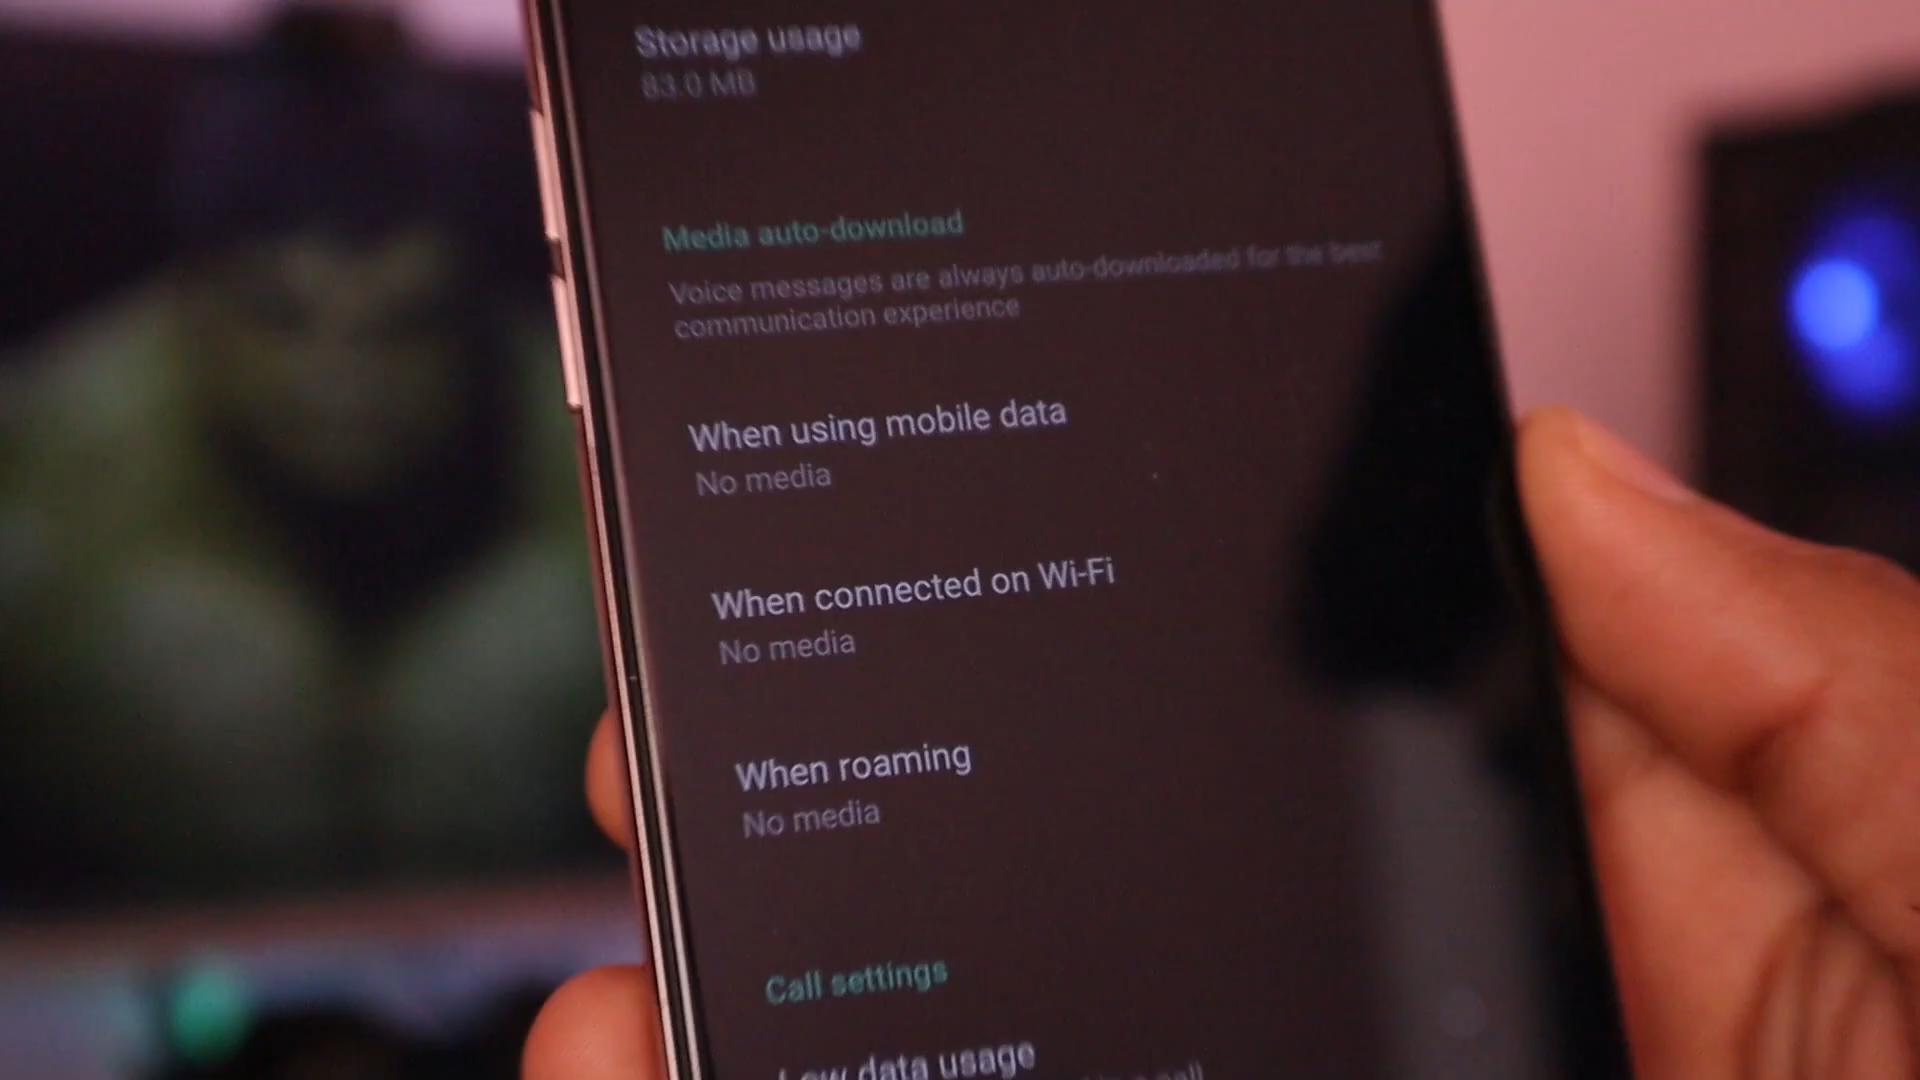 Storage usage
83.0 MB
Media auto-download
Voice messages are always auto-downloaded for the best
communication experience
When using mobile data
No media
When connected on Wi-Fi
No media
When roaming
No media
Call settings
Low data usage
call